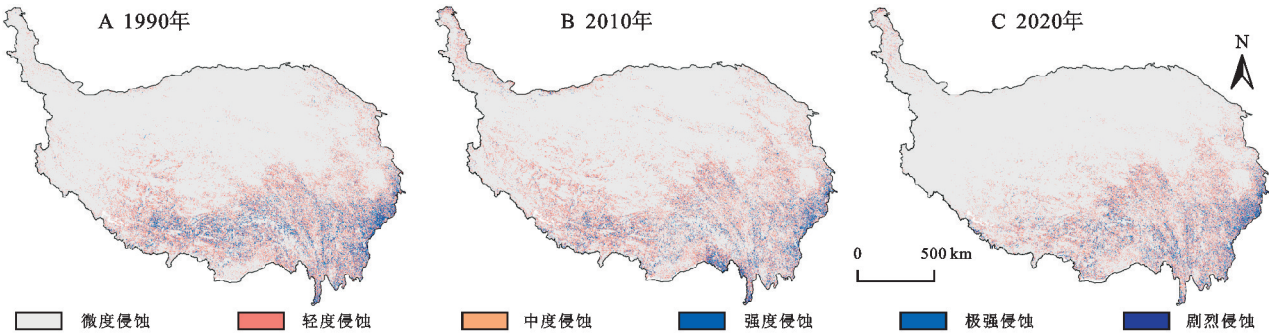 A 1990年
B 2010年
C 2020年
N
0 500 km
微度侵蚀
轻度侵蚀
中度侵蚀
强度侵蚀
极强侵蚀
剧烈侵蚀